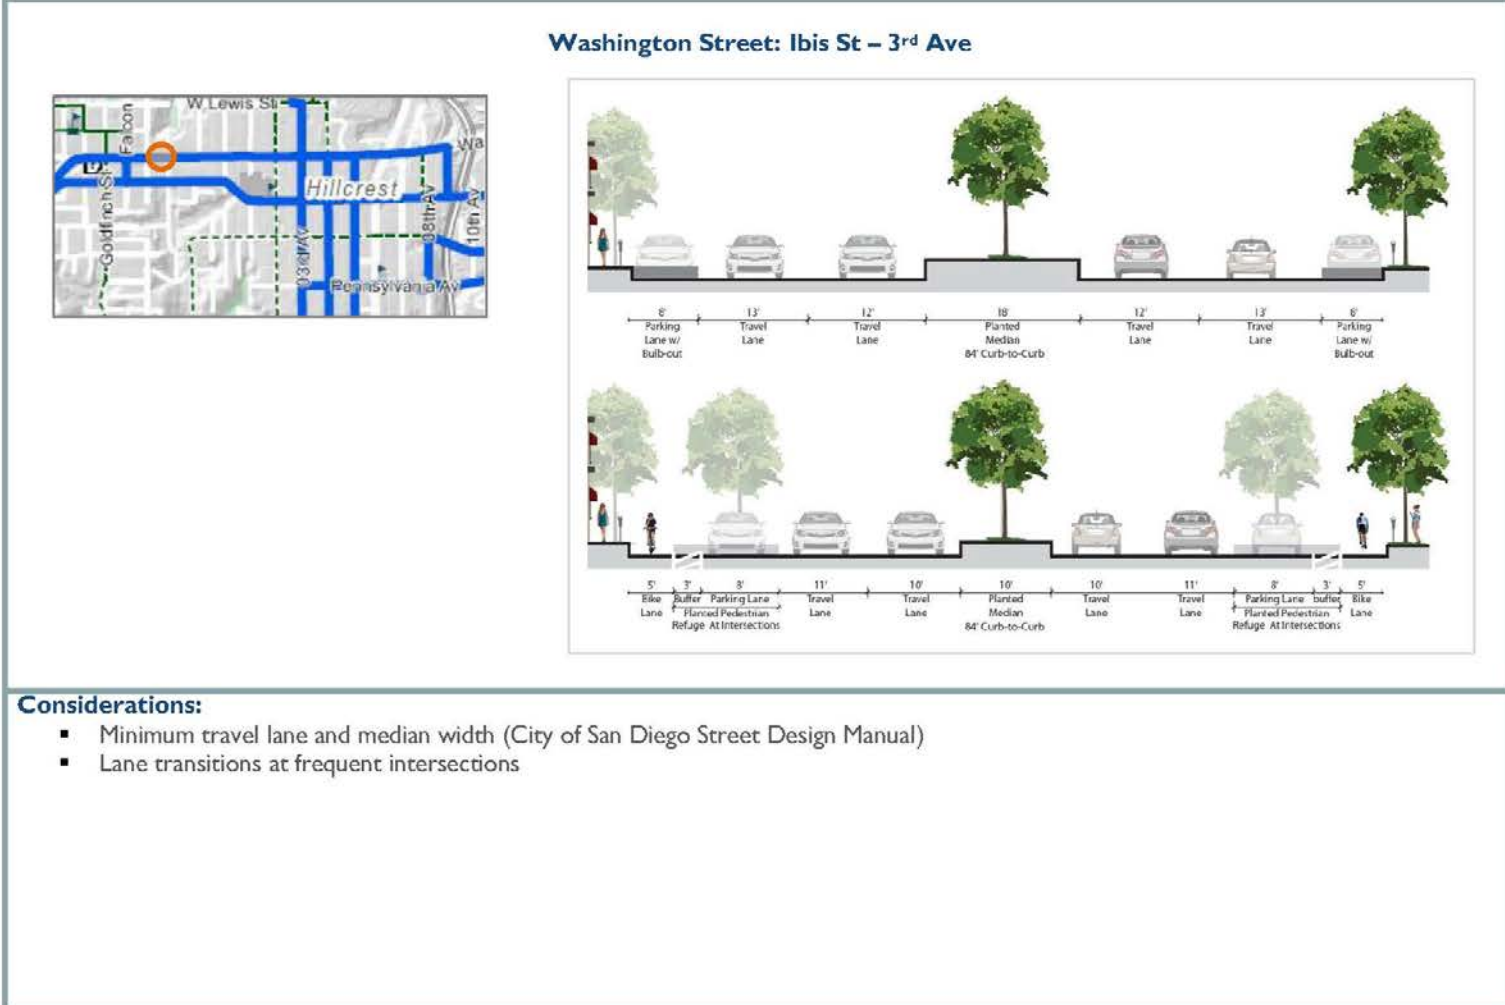 Washington Street: Ibis St – 3rd Ave
W Lewis St
Falcon
Wa
Goldfinch St
Hillcrest
03rd Av
08th Av
10th Av
Pennsylvania Av
8' 13' 12' 18' 12' 13' 8'
Parking Travel Travel Planted Travel Travel Parking
Lane w/ Lane Lane Median Lane Lane Lane w/
Bulb-out 84' Curb-to-Curb Bulb-out
5' 3' 8' 11' 10' 10' 10' 11' 8' 3' 5'
Bike Buffer Parking Lane Travel Travel Planted Travel Travel Parking Lane buffer Bike
Lane Planted Pedestrian Lane Lane Median Lane Lane Planted Pedestrian Lane
Refuge At Intersections 84' Curb-to-Curb Refuge At Intersections
Considerations:
▪ Minimum travel lane and median width (City of San Diego Street Design Manual)
▪ Lane transitions at frequent intersections